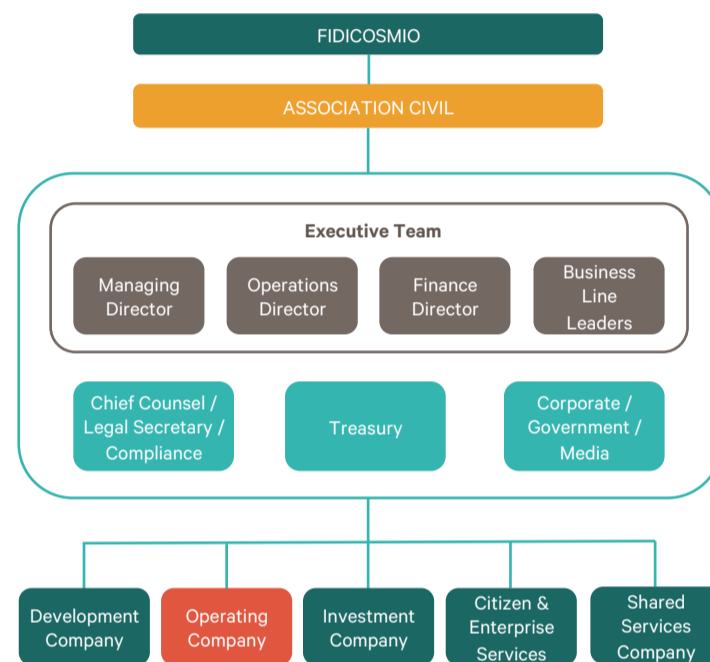 FIDICOSMIO
ASSOCIATION CIVIL
Executive Team
Managing
Director
Operations
Director
Finance
Director
Business
Line
Leaders
Chief Counsel /
Legal Secretary /
Compliance
Treasury
Corporate /
Government /
Media
Development
Company
Operating
Company
Investment
Company
Citizen &
Enterprise
Services
Shared
Services
Company